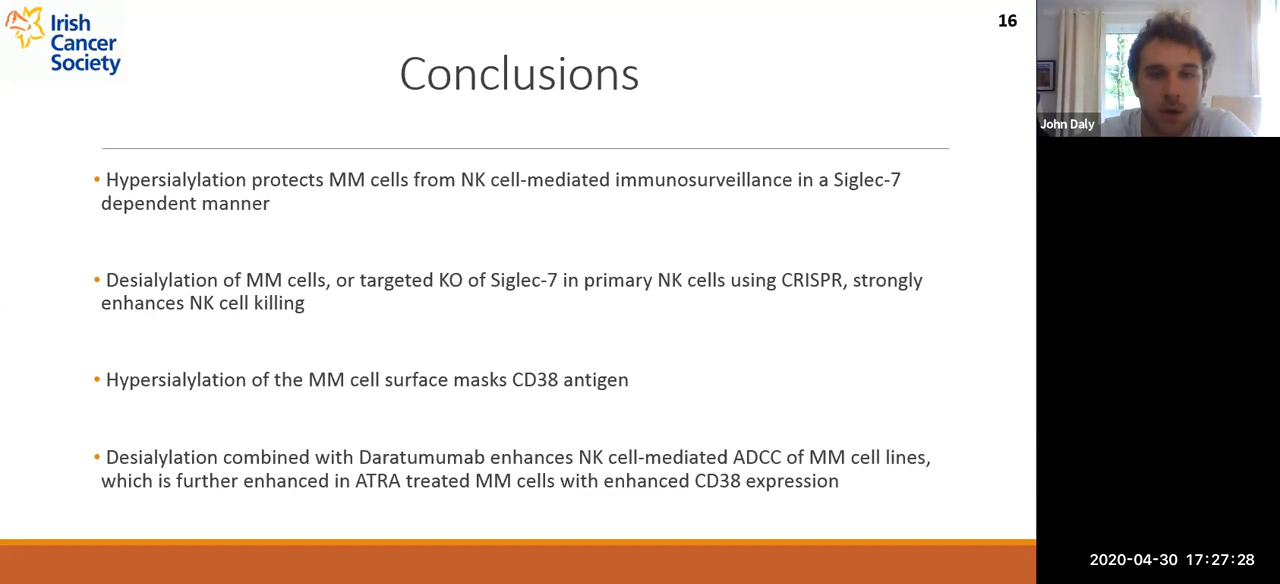 Irish
Cancer
Society
16
Conclusions
John Daly
• Hypersialylation protects MM cells from NK cell-mediated immunosurveillance in a Siglec-7
dependent manner
• Desialylation of MM cells, or targeted KO of Siglec-7 in primary NK cells using CRISPR, strongly
enhances NK cell killing
• Hypersialylation of the MM cell surface masks CD38 antigen
• Desialylation combined with Daratumumab enhances NK cell-mediated ADCC of MM cell lines,
which is further enhanced in ATRA treated MM cells with enhanced CD38 expression
2020-04-30 17:27:28